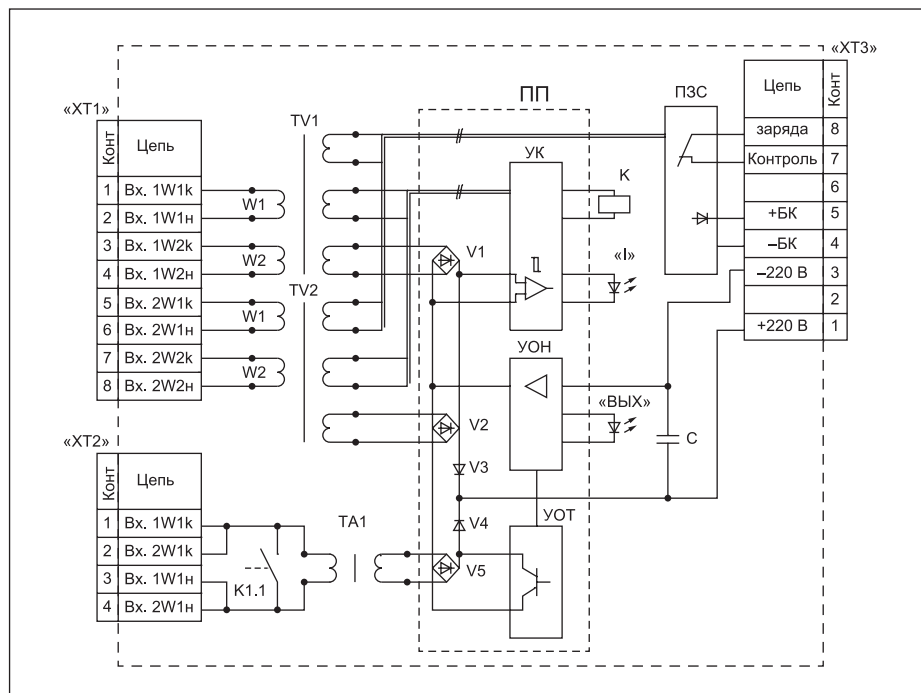 «ХТ1»
Конт Цепь
1 Вх. 1W1k
2 Вх. 1W1н
3 Вх. 1W2k
4 Вх. 1W2н
5 Вх. 2W1k
6 Вх. 2W1н
7 Вх. 2W2k
8 Вх. 2W2н
W1
W2
W1
W2
TV1
TV2
«ХТ2»
Конт Цепь
1 Вх. 1W1k
2 Вх. 2W1k
3 Вх. 1W1н
4 Вх. 2W1н
K1.1
TA1
ПП
V1
V2
V3
V4
V5
УК
K
«I»
УОН
«ВЫХ»
C
УОТ
ПЗС
«ХТ3»
Цепь Конт
заряда 8
Контроль 7
6
+БК 5
–БК 4
–220 В 3
2
+220 В 1